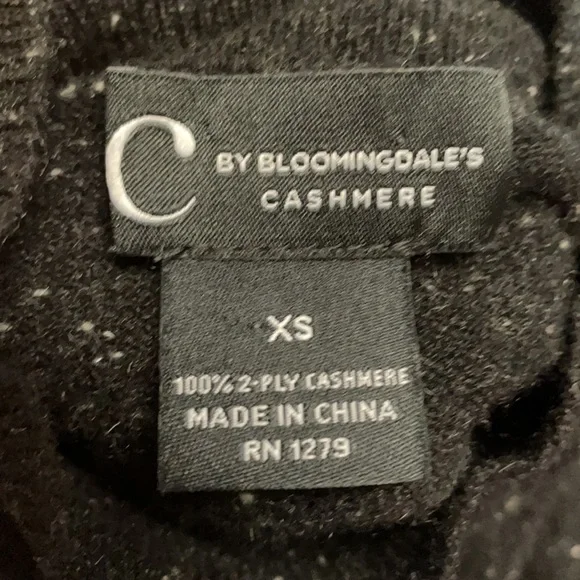 C BY BLOOMINGDALE'S
CASHMERE
XS
100% 2-PLY CASHMERE
MADE IN CHINA
RN 1279